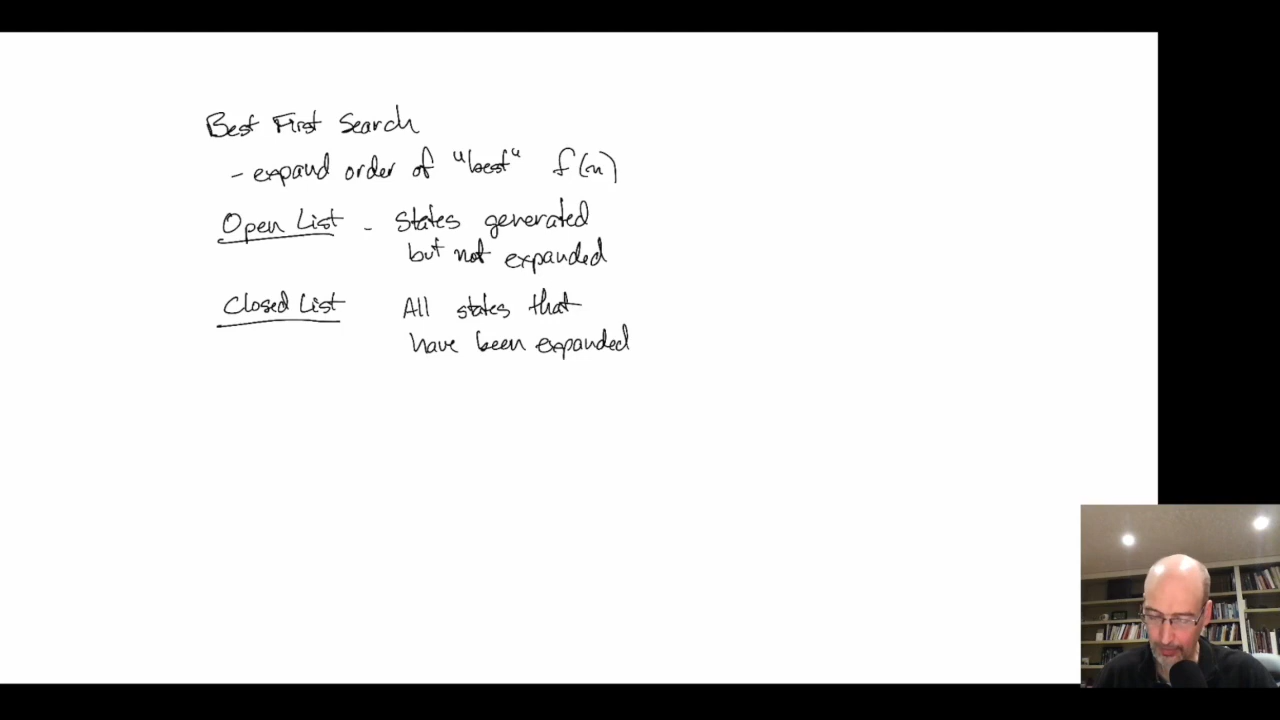 Best First Search
- expand order of "best" f(n)
Open List - states generated
but not expanded
Closed List All states that
have been expanded